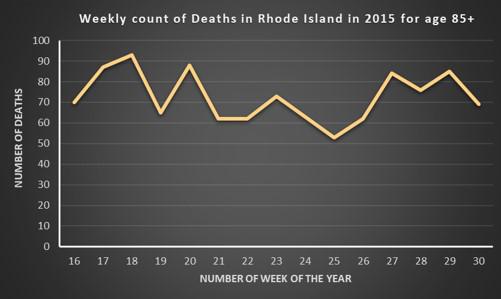 Weekly count of Deaths in Rhode Island in 2015 for age 85+
NUMBER OF DEATHS
100
90
80
70
60
50
40
30
20
10
0
16 17 18 19 20 21 22 23 24 25 26 27 28 29 30
NUMBER OF WEEK OF THE YEAR